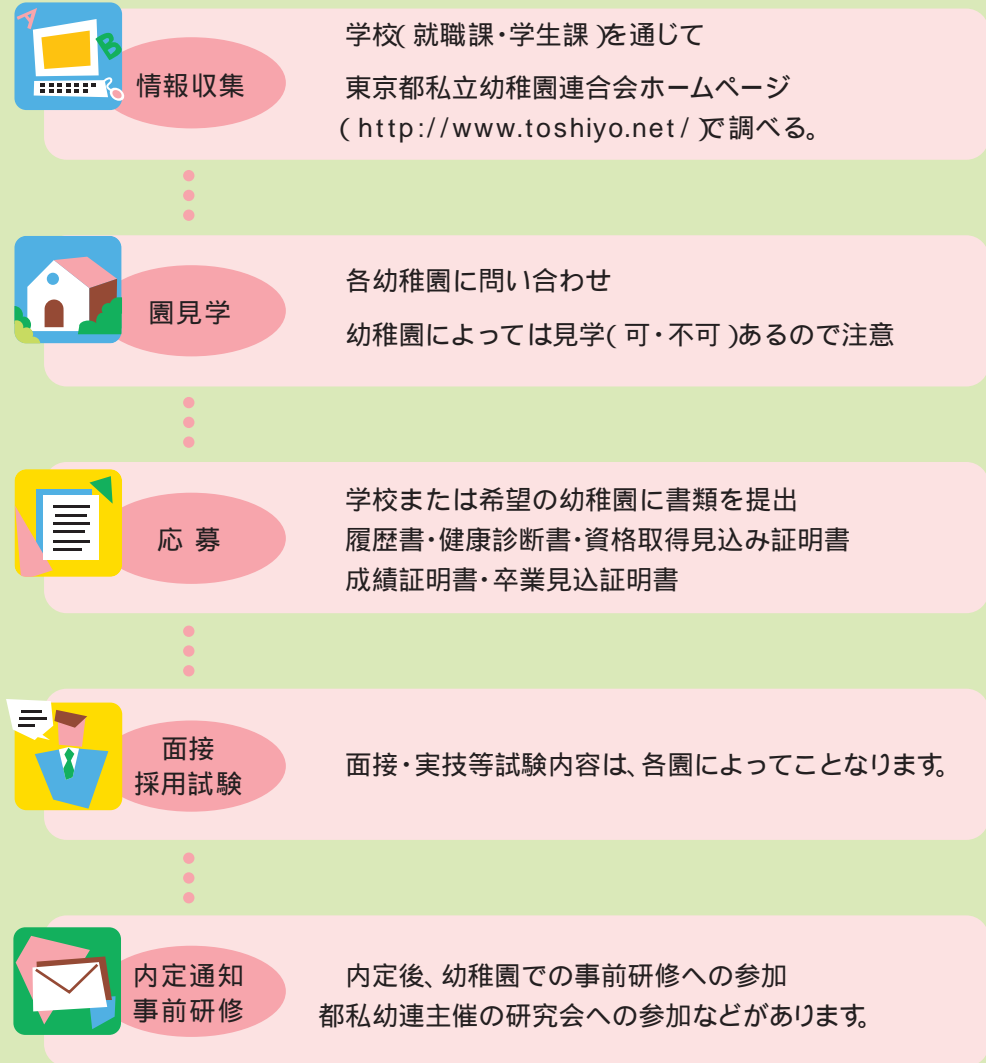 A
B
情報収集
学校(就職課・学生課)を通じて
東京都私立幼稚園連合会ホームページ
(http://www.toshiyo.net/)で調べる。
園見学
各幼稚園に問い合わせ
幼稚園によっては見学(可・不可)あるので注意
応 募
学校または希望の幼稚園に書類を提出
履歴書・健康診断書・資格取得見込み証明書
成績証明書・卒業見込証明書
面接
採用試験
面接・実技等試験内容は、各園によってことなります。
内定通知
事前研修
内定後、幼稚園での事前研修への参加
都私幼連主催の研究会への参加などがあります。